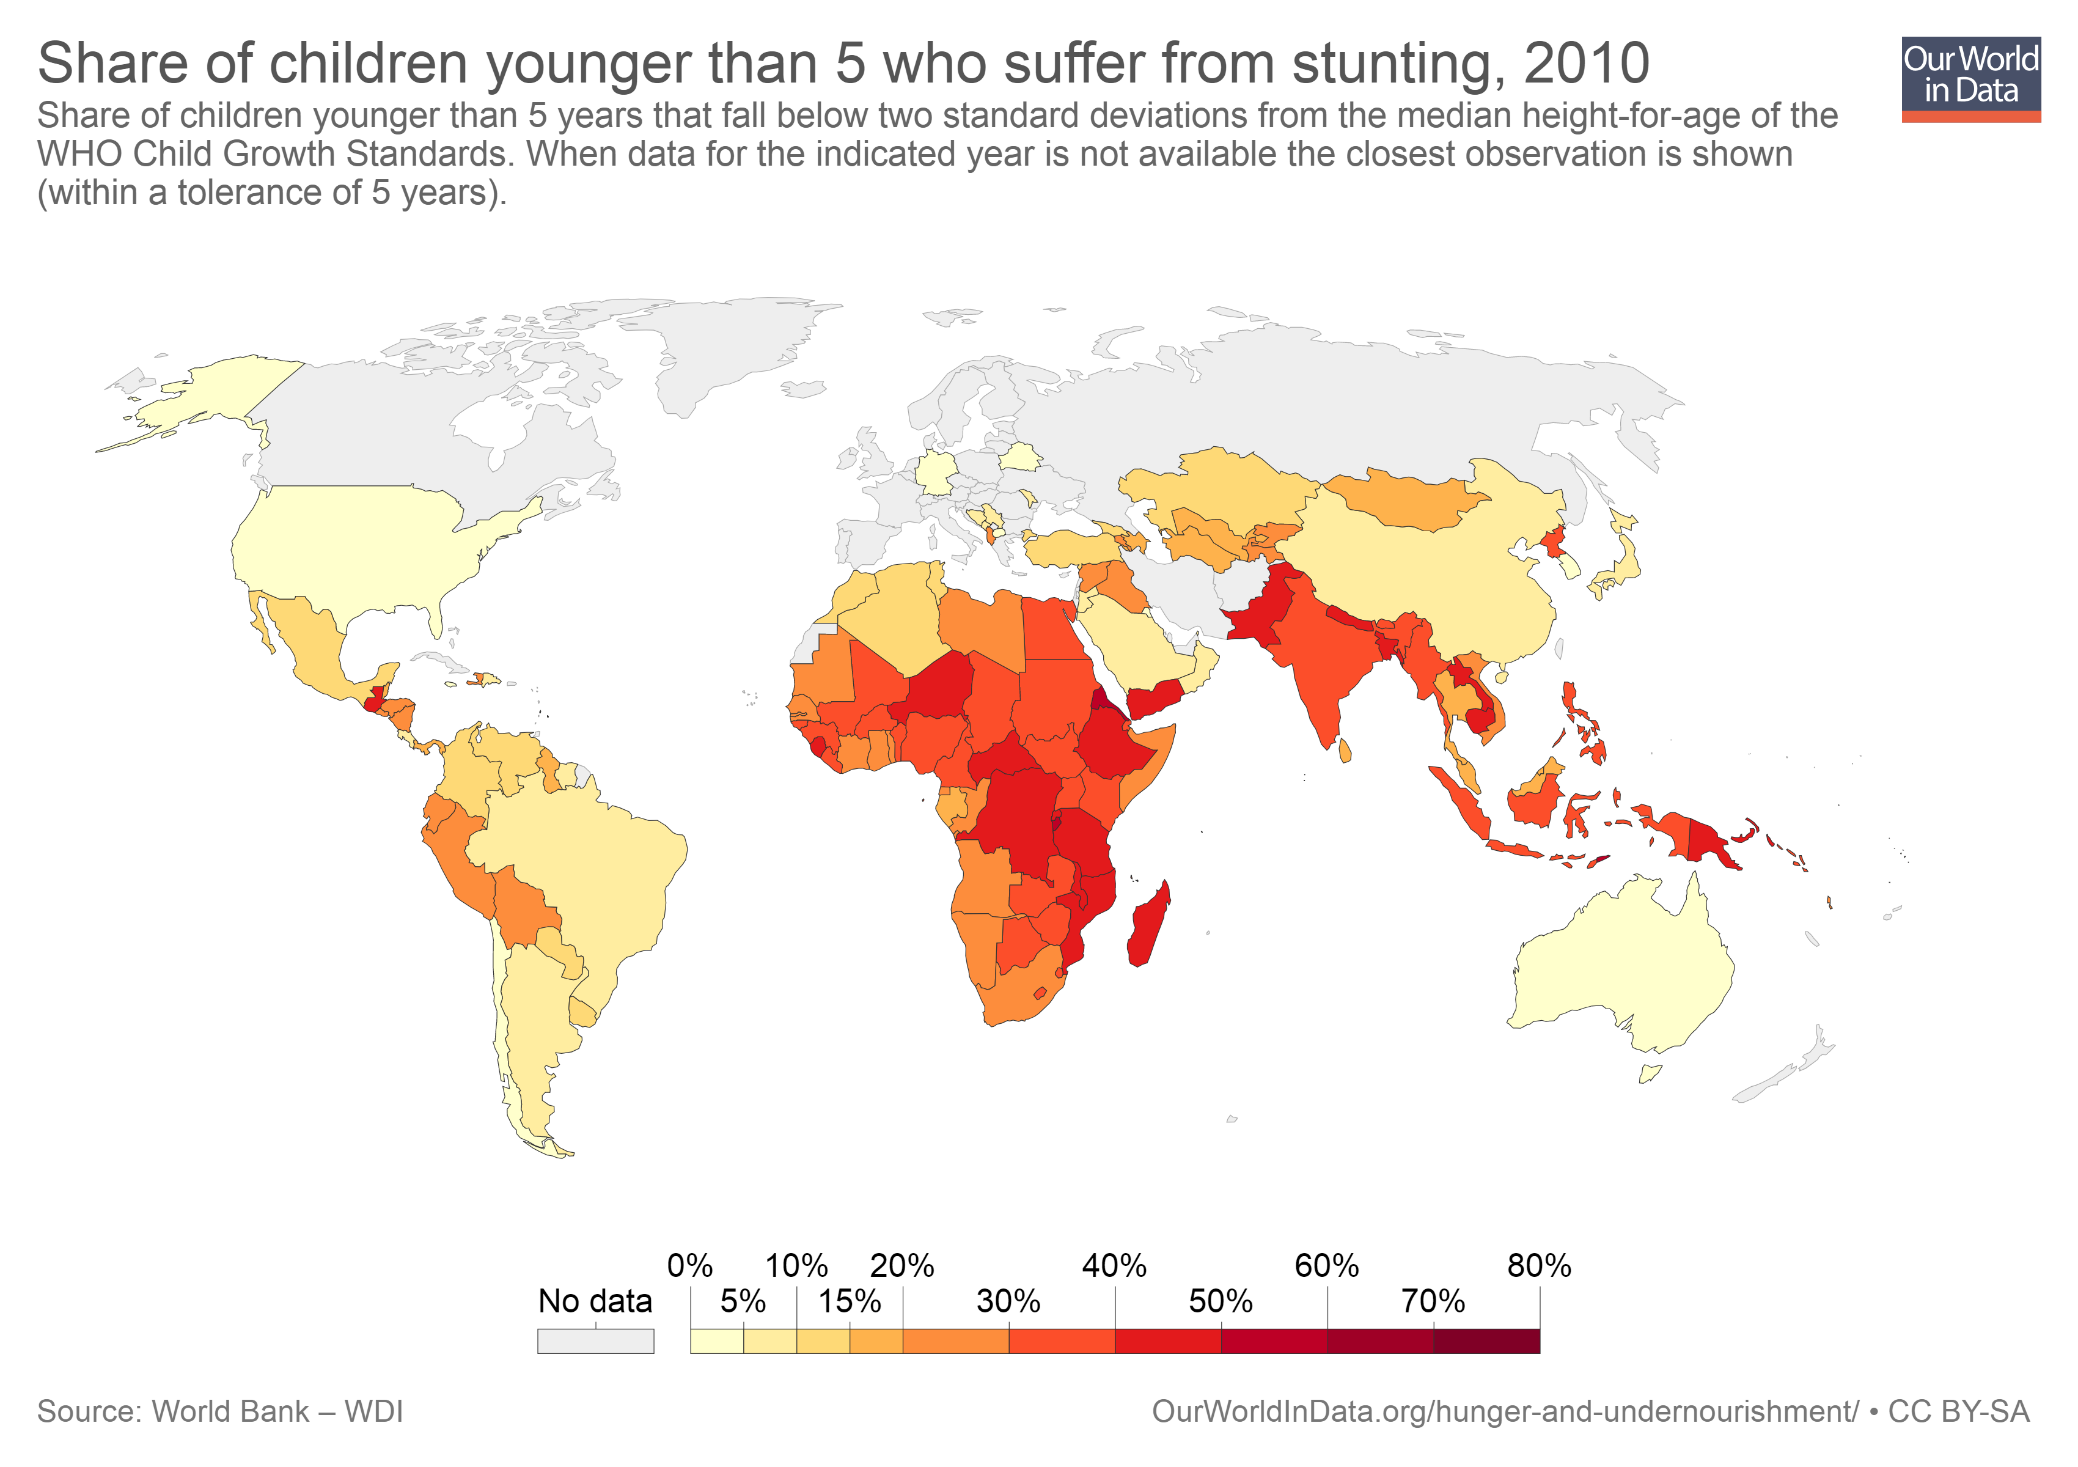 Share of children younger than 5 who suffer from stunting, 2010
Our World
in Data
Share of children younger than 5 years that fall below two standard deviations from the median height-for-age of the
WHO Child Growth Standards. When data for the indicated year is not available the closest observation is shown
(within a tolerance of 5 years).
0% 10% 20% 40% 60% 80%
No data 5% 15% 30% 50% 70%
Source: World Bank – WDI
OurWorldInData.org/hunger-and-undernourishment/ • CC BY-SA